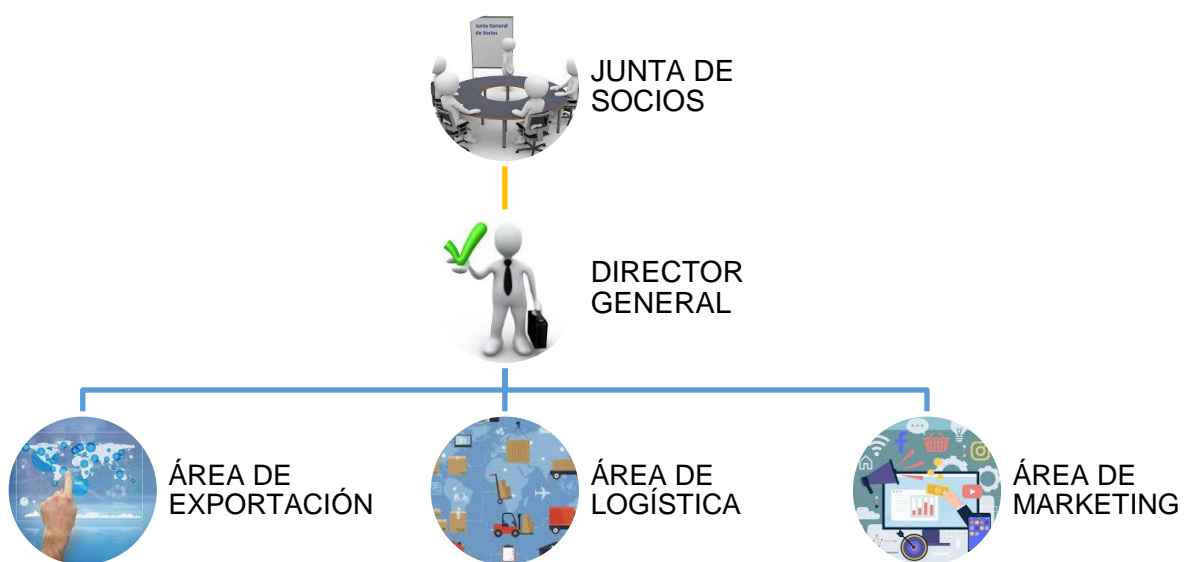 Junta General
de Socios
JUNTA DE
SOCIOS
DIRECTOR
GENERAL
ÁREA DE
EXPORTACIÓN
ÁREA DE
LOGÍSTICA
ÁREA DE
MARKETING